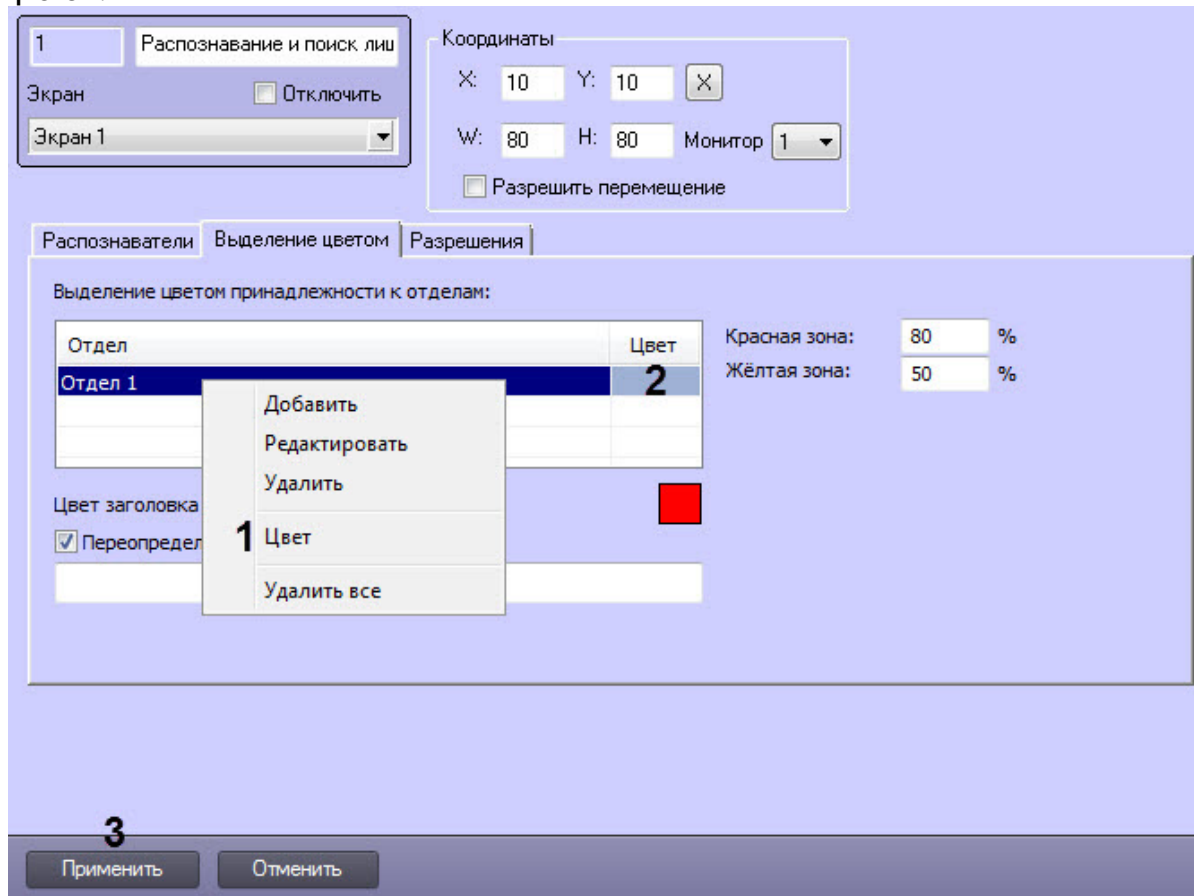 1 Распознавание и поиск лиц
Экран Отключить
Экран 1
Координаты
X: 10 Y: 10 X
W: 80 H: 80 Монитор 1
Разрешить перемещение
Распознаватели Выделение цветом Разрешения
Выделение цветом принадлежности к отделам:
Отдел Цвет
Отдел 1 2
Красная зона: 80 %
Жёлтая зона: 50 %
Добавить
Редактировать
Удалить
1 Цвет
Удалить все
Цвет заголовка
Переопредел
3
Применить Отменить